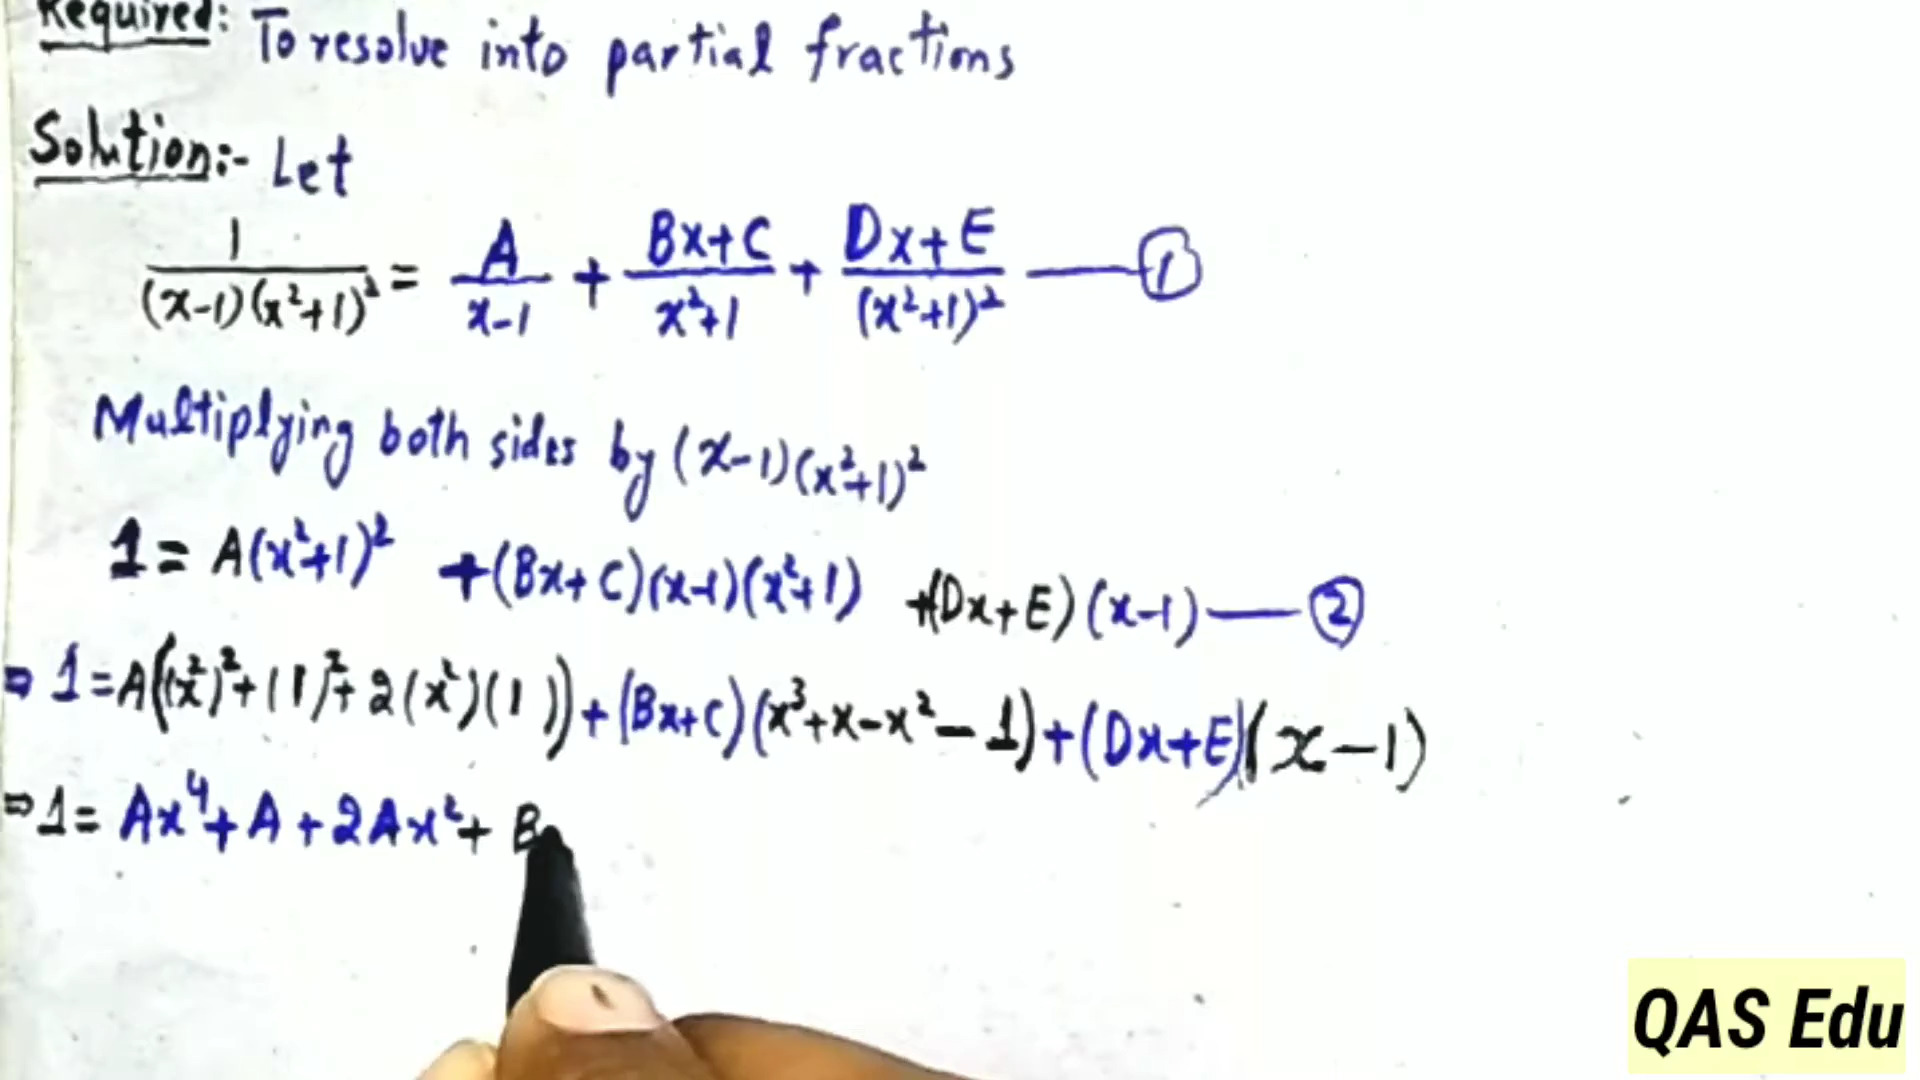 Required: To resolve into partial fractions
Solution:- Let
1/((x-1)(x²+1)²) = A/(x-1) + (Bx+C)/(x²+1) + (Dx+E)/((x²+1)²) —— ①
Multiplying both sides by (x-1)(x²+1)²
1 = A(x²+1)² + (Bx+C)(x-1)(x²+1) + (Dx+E)(x-1) —— ②
⇒ 1 = A((x²)²+(1)²+2(x²)(1)) + (Bx+C)(x³+x-x²-1) + (Dx+E)(x-1)
⇒ 1 = Ax⁴ + A + 2Ax² + B
QAS Edu